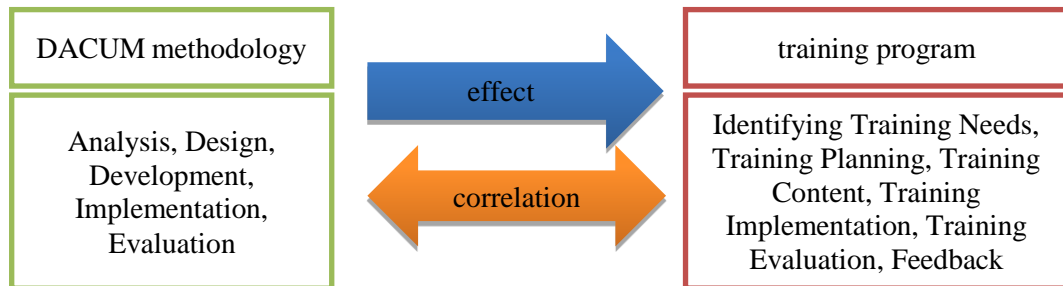 DACUM methodology
Analysis, Design,
Development,
Implementation,
Evaluation
effect
correlation
training program
Identifying Training Needs,
Training Planning, Training
Content, Training
Implementation, Training
Evaluation, Feedback